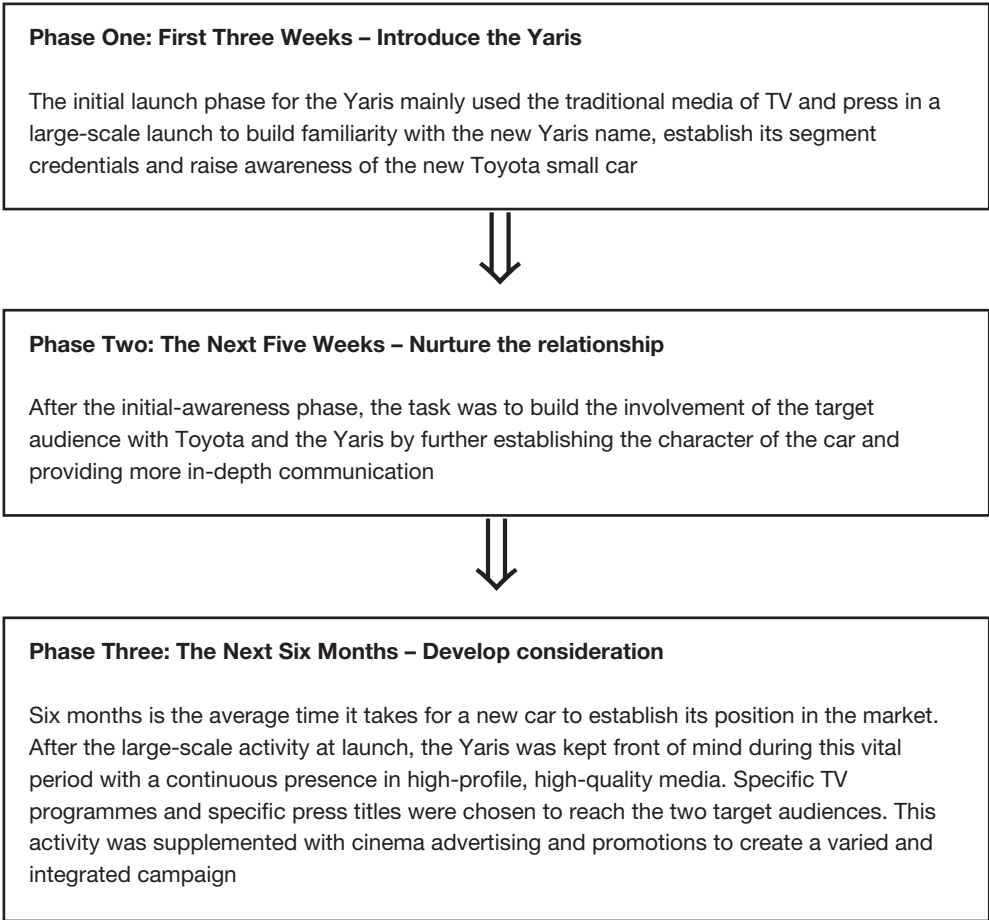 Phase One: First Three Weeks – Introduce the Yaris
The initial launch phase for the Yaris mainly used the traditional media of TV and press in a
large-scale launch to build familiarity with the new Yaris name, establish its segment
credentials and raise awareness of the new Toyota small car
Phase Two: The Next Five Weeks – Nurture the relationship
After the initial-awareness phase, the task was to build the involvement of the target
audience with Toyota and the Yaris by further establishing the character of the car and
providing more in-depth communication
Phase Three: The Next Six Months – Develop consideration
Six months is the average time it takes for a new car to establish its position in the market.
After the large-scale activity at launch, the Yaris was kept front of mind during this vital
period with a continuous presence in high-profile, high-quality media. Specific TV
programmes and specific press titles were chosen to reach the two target audiences. This
activity was supplemented with cinema advertising and promotions to create a varied and
integrated campaign